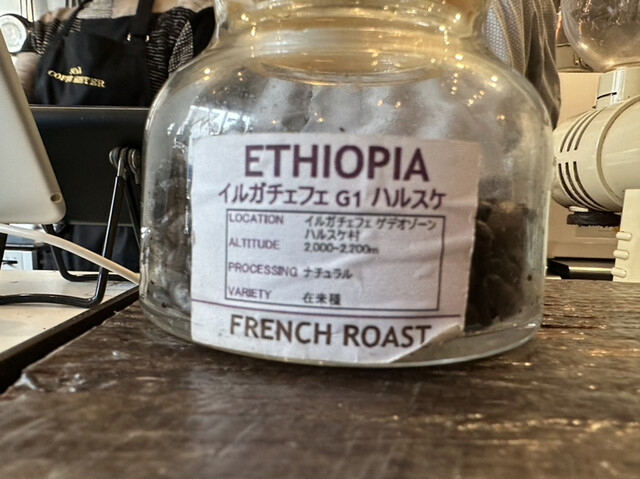 ETHIOPIA
イルガチェフェ G1 ハルスケ
LOCATION イルガチェフェ ゲデオゾーン
ハルスケ村
ALTITUDE 2,000-2,200m
PROCESSING ナチュラル
VARIETY 在来種
FRENCH ROAST